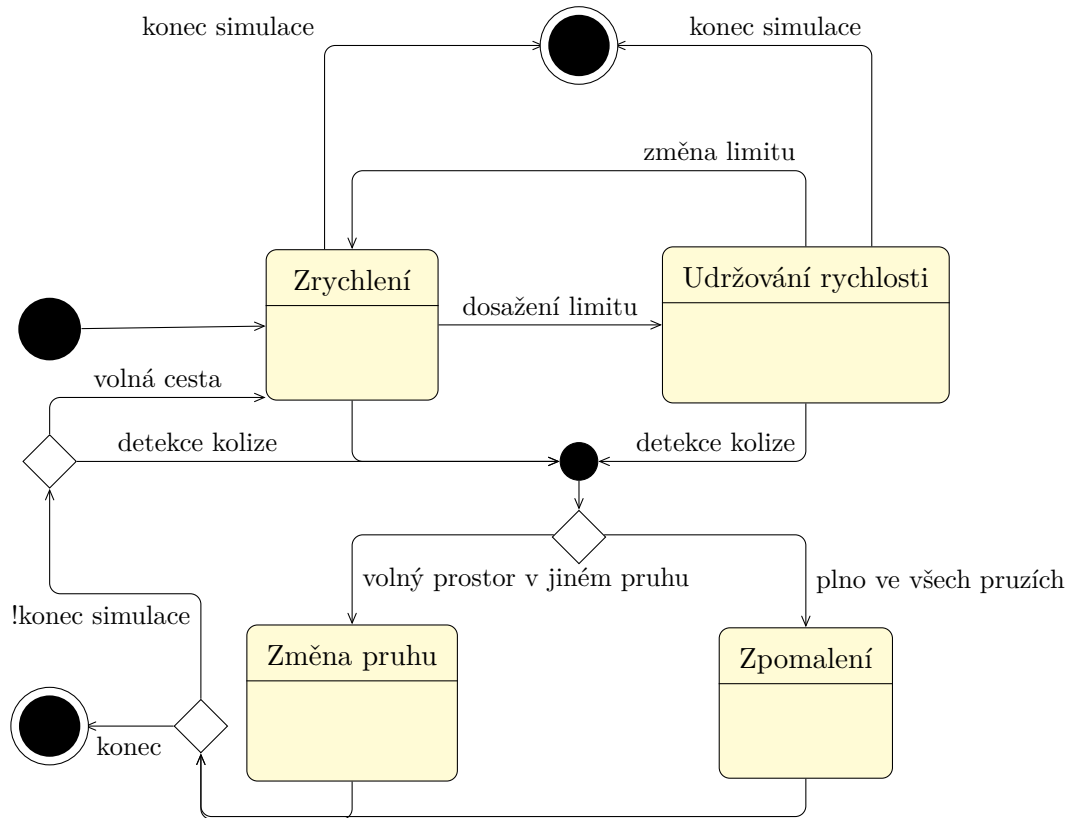 konec simulace
konec simulace
změna limitu
Zrychlení
Udržování rychlosti
dosažení limitu
volná cesta
detekce kolize
detekce kolize
volný prostor v jiném pruhu
plno ve všech pruzích
!konec simulace
Změna pruhu
Zpomalení
konec